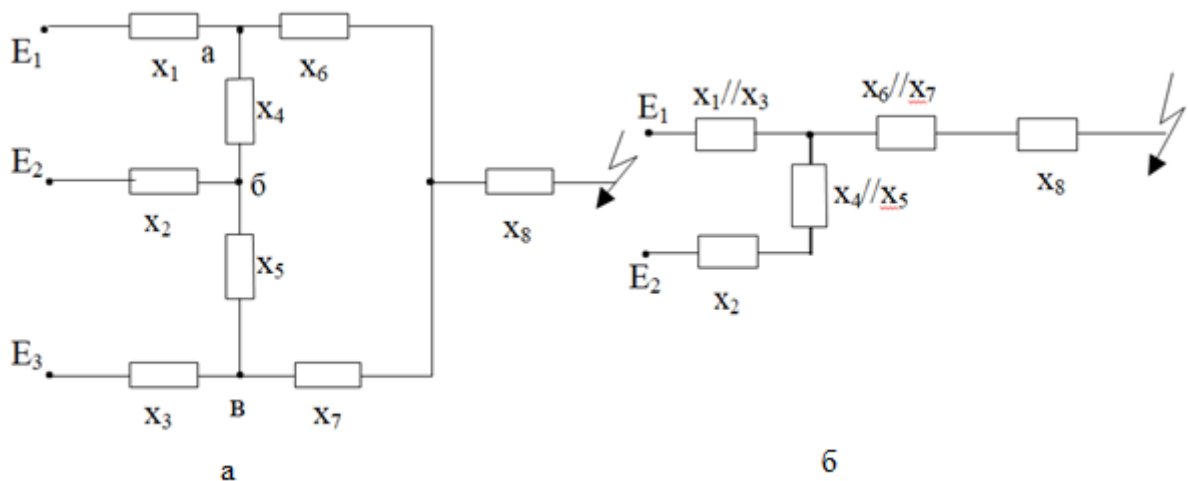 E₁
x₁
а
x₆
x₄
E₂
x₂
б
x₈
x₅
E₃
x₃
в
x₇
а
E₁
x₁//x₃
x₆//x₇
x₄//x₅
x₈
E₂
x₂
б